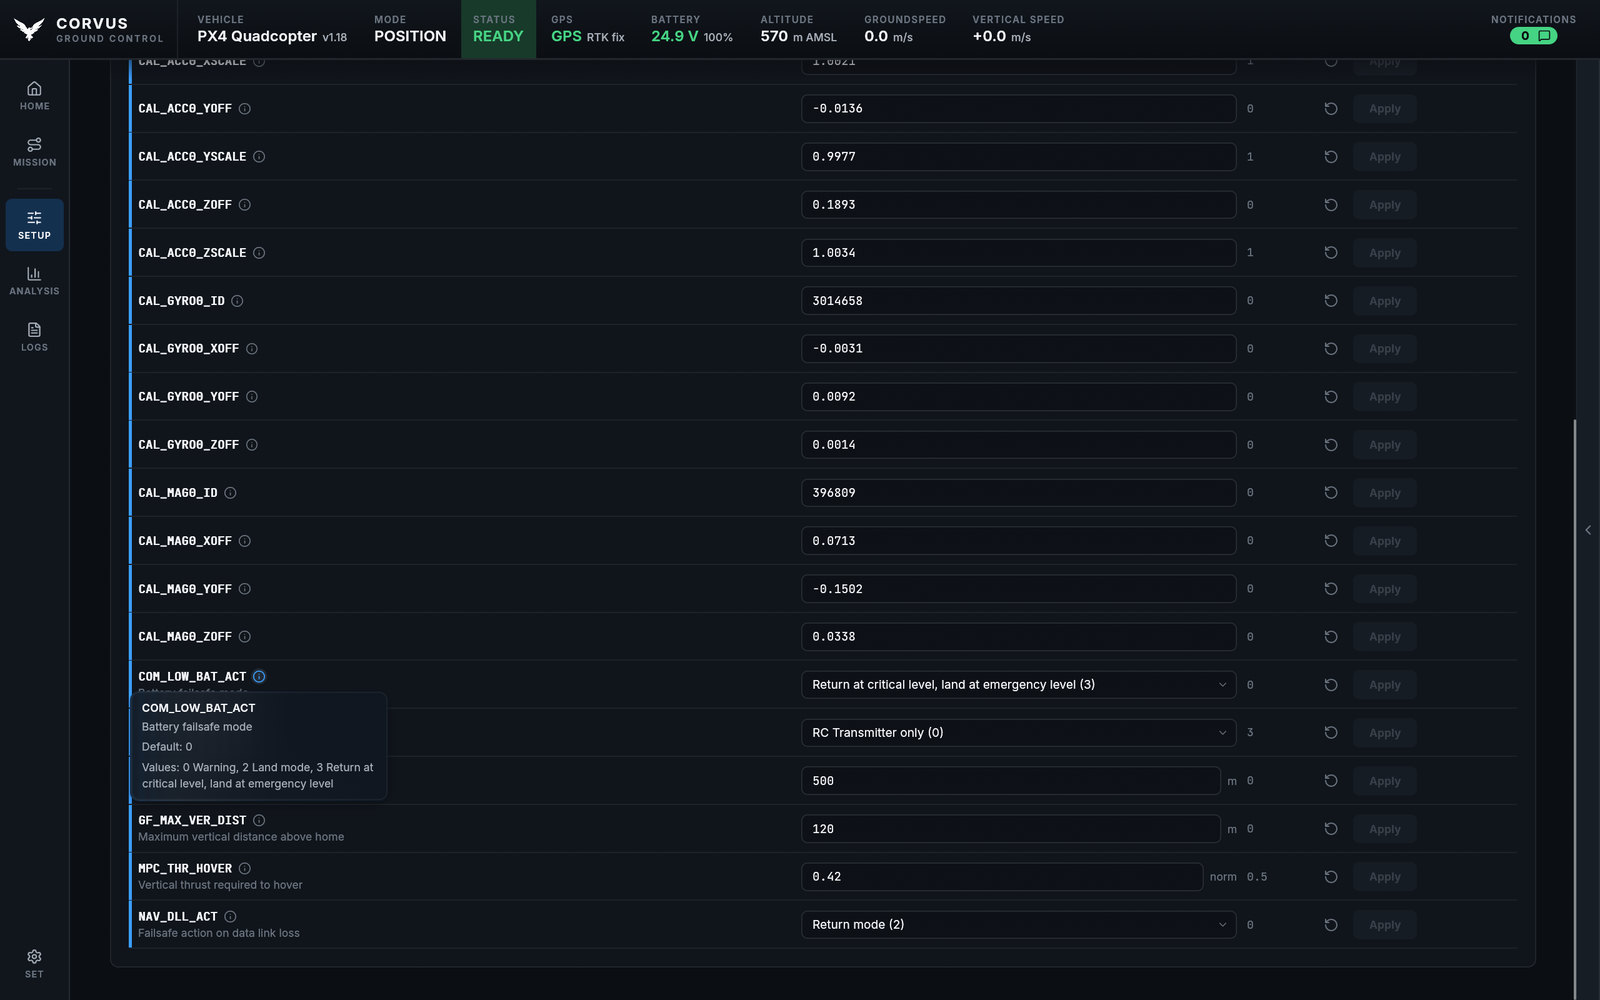 CORVUS
GROUND CONTROL
VEHICLE
PX4 Quadcopter v1.18
MODE
POSITION
STATUS
READY
GPS
GPS RTK fix
BATTERY
24.9 V 100%
ALTITUDE
570 m AMSL
GROUNDSPEED
0.0 m/s
VERTICAL SPEED
+0.0 m/s
NOTIFICATIONS
0
HOME
MISSION
SETUP
ANALYSIS
LOGS
SET
CAL_ACC0_XSCALE 1.0021 1 Apply
CAL_ACC0_YOFF -0.0136 0 Apply
CAL_ACC0_YSCALE 0.9977 1 Apply
CAL_ACC0_ZOFF 0.1893 0 Apply
CAL_ACC0_ZSCALE 1.0034 1 Apply
CAL_GYRO0_ID 3014658 0 Apply
CAL_GYRO0_XOFF -0.0031 0 Apply
CAL_GYRO0_YOFF 0.0092 0 Apply
CAL_GYRO0_ZOFF 0.0014 0 Apply
CAL_MAG0_ID 396809 0 Apply
CAL_MAG0_XOFF 0.0713 0 Apply
CAL_MAG0_YOFF -0.1502 0 Apply
CAL_MAG0_ZOFF 0.0338 0 Apply
COM_LOW_BAT_ACT Return at critical level, land at emergency level (3) 0 Apply
Battery failsafe mode
COM_LOW_BAT_ACT
Battery failsafe mode
Default: 0
Values: 0 Warning, 2 Land mode, 3 Return at
critical level, land at emergency level
RC Transmitter only (0) 3 Apply
500 m 0 Apply
GF_MAX_VER_DIST 120 m 0 Apply
Maximum vertical distance above home
MPC_THR_HOVER 0.42 norm 0.5 Apply
Vertical thrust required to hover
NAV_DLL_ACT Return mode (2) 0 Apply
Failsafe action on data link loss